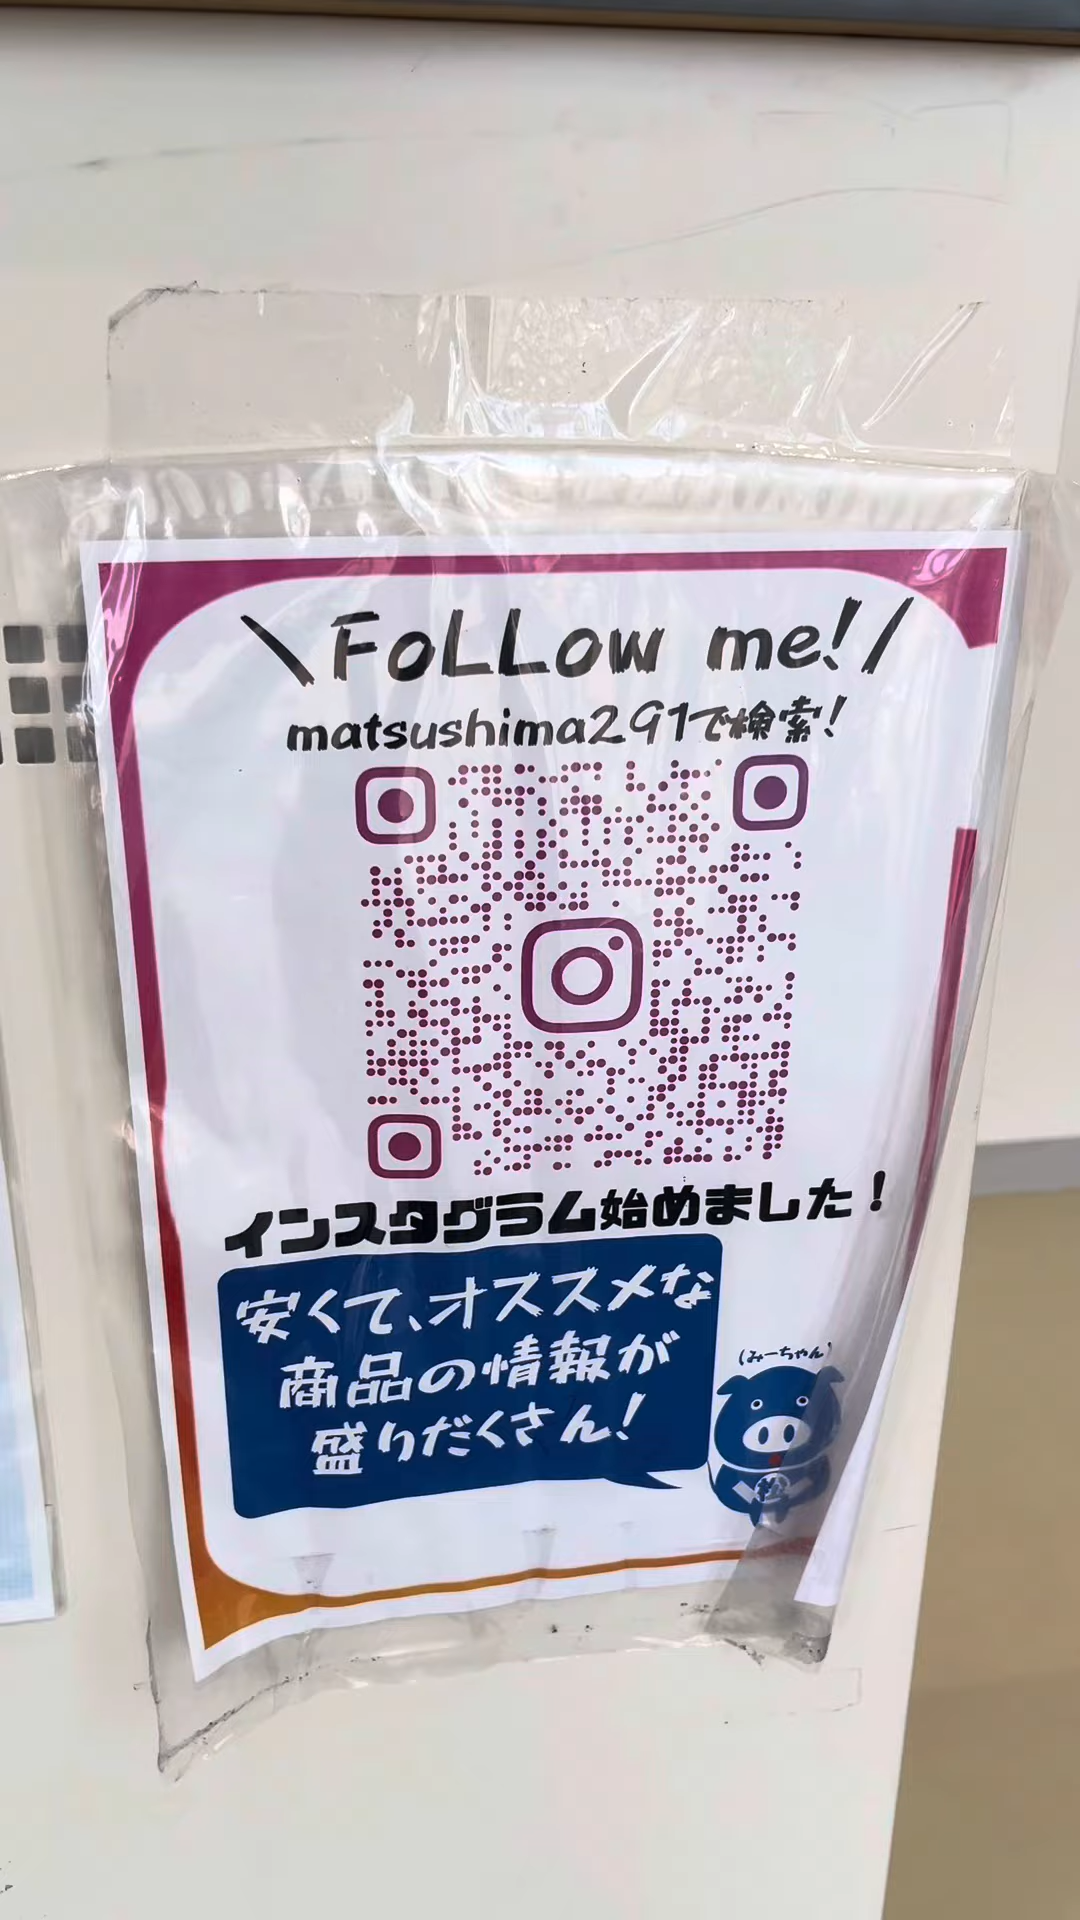 \FoLLow me!/
matsushima291で検索!
インスタグラム始めました！
安くて、オススメな
商品の情報が
盛りだくさん!
(みーちゃん)
松